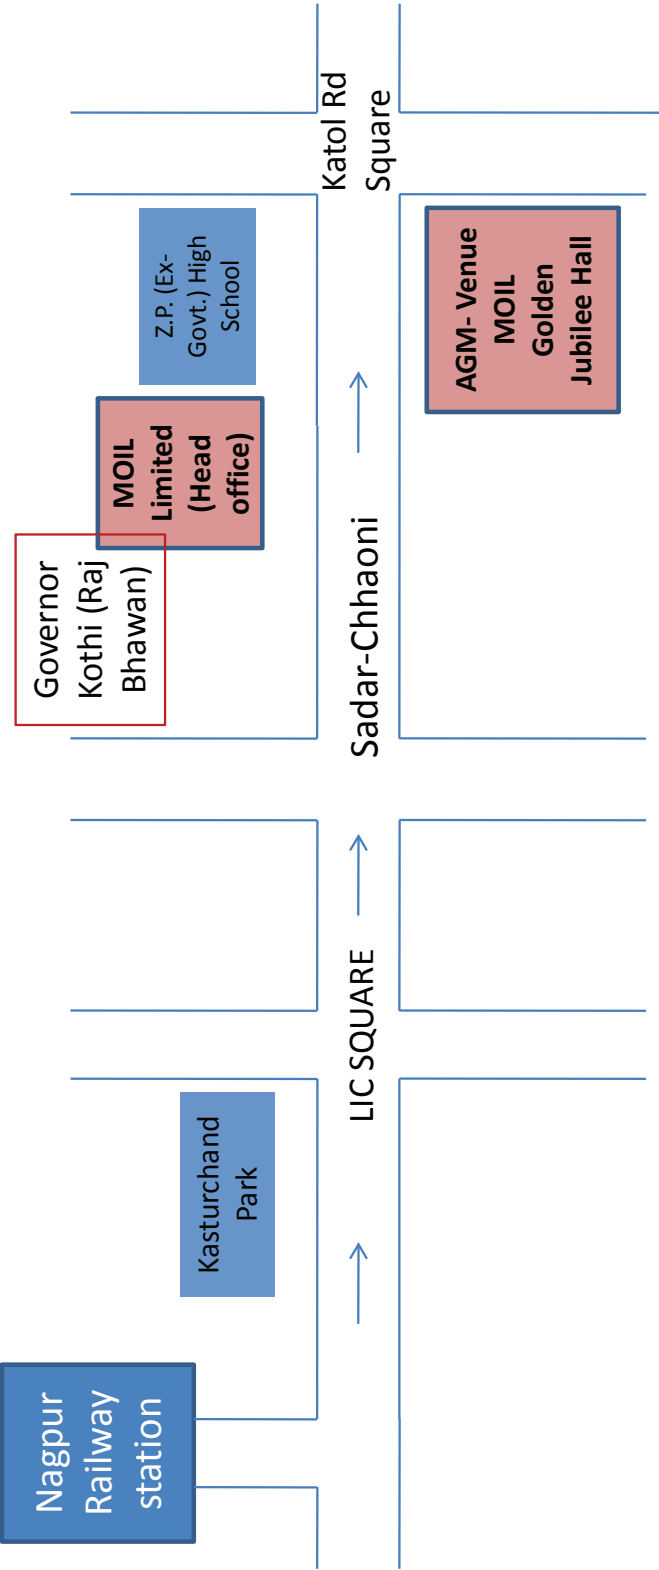 Nagpur
Railway
station
Kasturchand
Park
LIC SQUARE
Governor
Kothi (Raj
Bhawan)
Sadar-Chhaoni
MOIL
Limited
(Head
office)
Z.P. (Ex-
Govt.) High
School
AGM- Venue
MOIL
Golden
Jubilee Hall
Katol Rd
Square